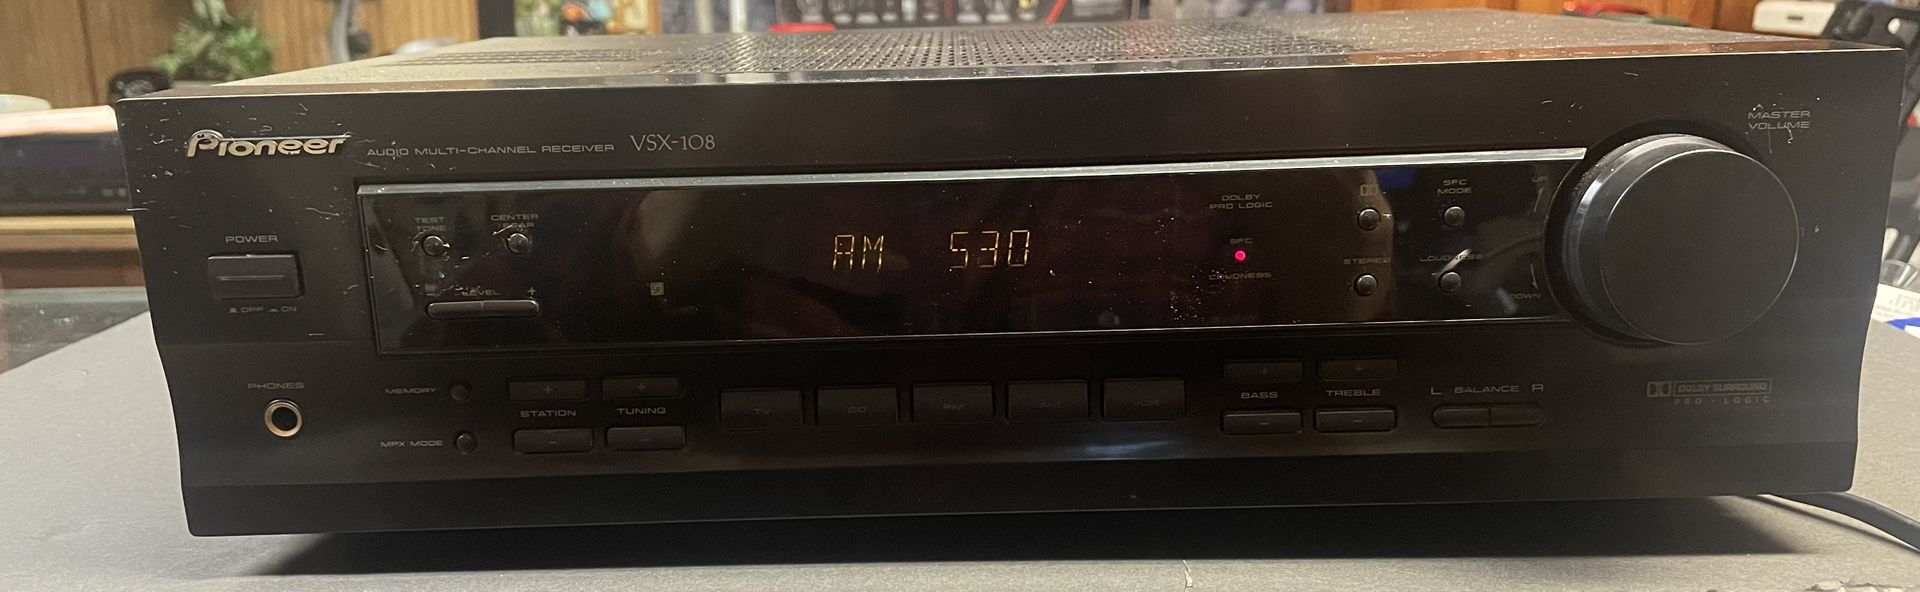 Pioneer AUDIO MULTI-CHANNEL RECEIVER VSX-108
MASTER
VOLUME
POWER
OFF ON
TEST
TONE
CENTER
REAR
- LEVEL +
AM 530
DOLBY
PRO LOGIC
SFC
LOUDNESS
SFC
MODE
STEREO
LOUDNESS
UP
DOWN
PHONES
MEMORY
MPX MODE
+
STATION
-
+
TUNING
-
TV
CD
FM
VCR
+
BASS
-
+
TREBLE
-
L BALANCE R
DOLBY SURROUND
PRO · LOGIC